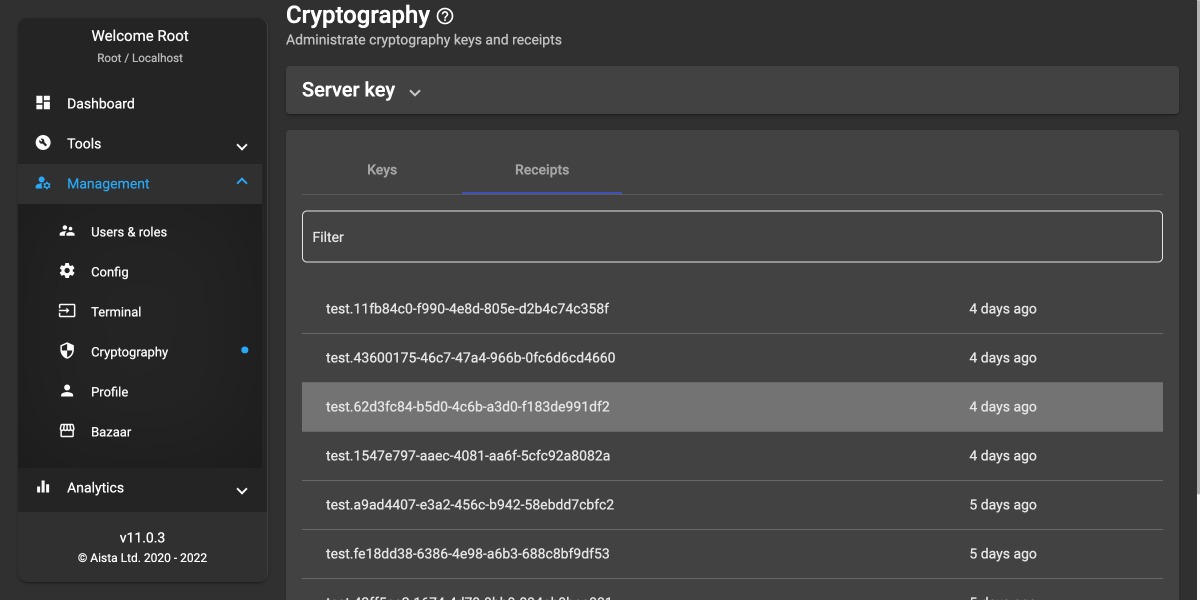 Welcome Root
Root / Localhost
Dashboard
Tools
Management
Users & roles
Config
Terminal
Cryptography
Profile
Bazaar
Analytics
v11.0.3
© Aista Ltd. 2020 - 2022
Cryptography
Administrate cryptography keys and receipts
Server key
Keys Receipts
Filter
test.11fb84c0-f990-4e8d-805e-d2b4c74c358f 4 days ago
test.43600175-46c7-47a4-966b-0fc6d6cd4660 4 days ago
test.62d3fc84-b5d0-4c6b-a3d0-f183de991df2 4 days ago
test.1547e797-aaec-4081-aa6f-5cfc92a8082a 4 days ago
test.a9ad4407-e3a2-456c-b942-58ebdd7cbfc2 5 days ago
test.fe18dd38-6386-4e98-a6b3-688c8bf9df53 5 days ago
5 days ago